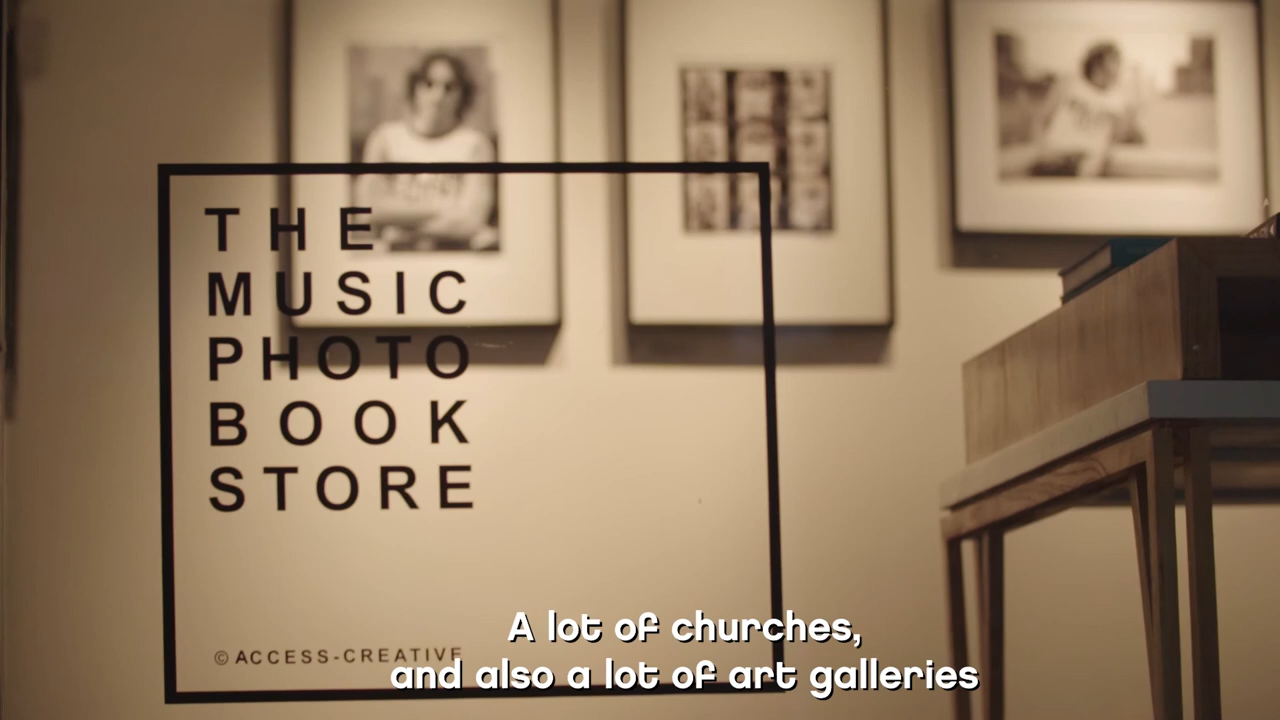 THE
MUSIC
PHOTO
BOOK
STORE
© ACCESS-CREATIVE
A lot of churches,
and also a lot of art galleries